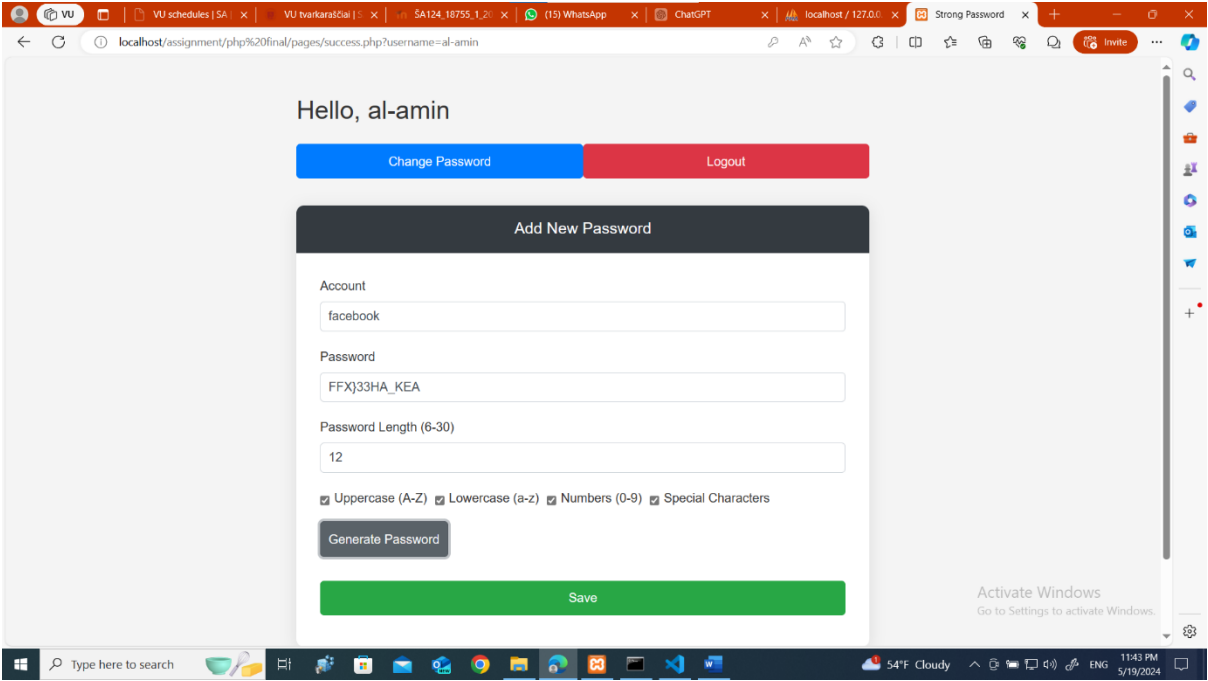 VU
VU schedules | SA |
VU tvarkaraščiai | S
ŠA124_18755_1_20
(15) WhatsApp
ChatGPT
localhost / 127.0.0.
Strong Password
localhost/assignment/php%20final/pages/success.php?username=al-amin
Invite
Hello, al-amin
Change Password
Logout
Add New Password
Account
facebook
Password
FFX}33HA_KEA
Password Length (6-30)
12
Uppercase (A-Z) Lowercase (a-z) Numbers (0-9) Special Characters
Generate Password
Save
Activate Windows
Go to Settings to activate Windows.
Type here to search
54°F Cloudy
ENG
11:43 PM
5/19/2024